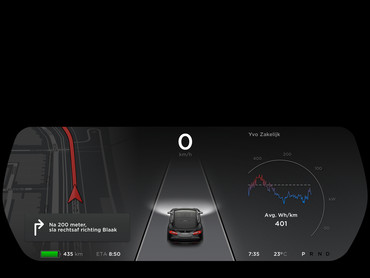 0
km/h
Na 200 meter,
sla rechtsaf richting Blaak
435 km
ETA 8:50
Yvo Zakelijk
Avg. Wh/km
401
7:35 23°C P R N D